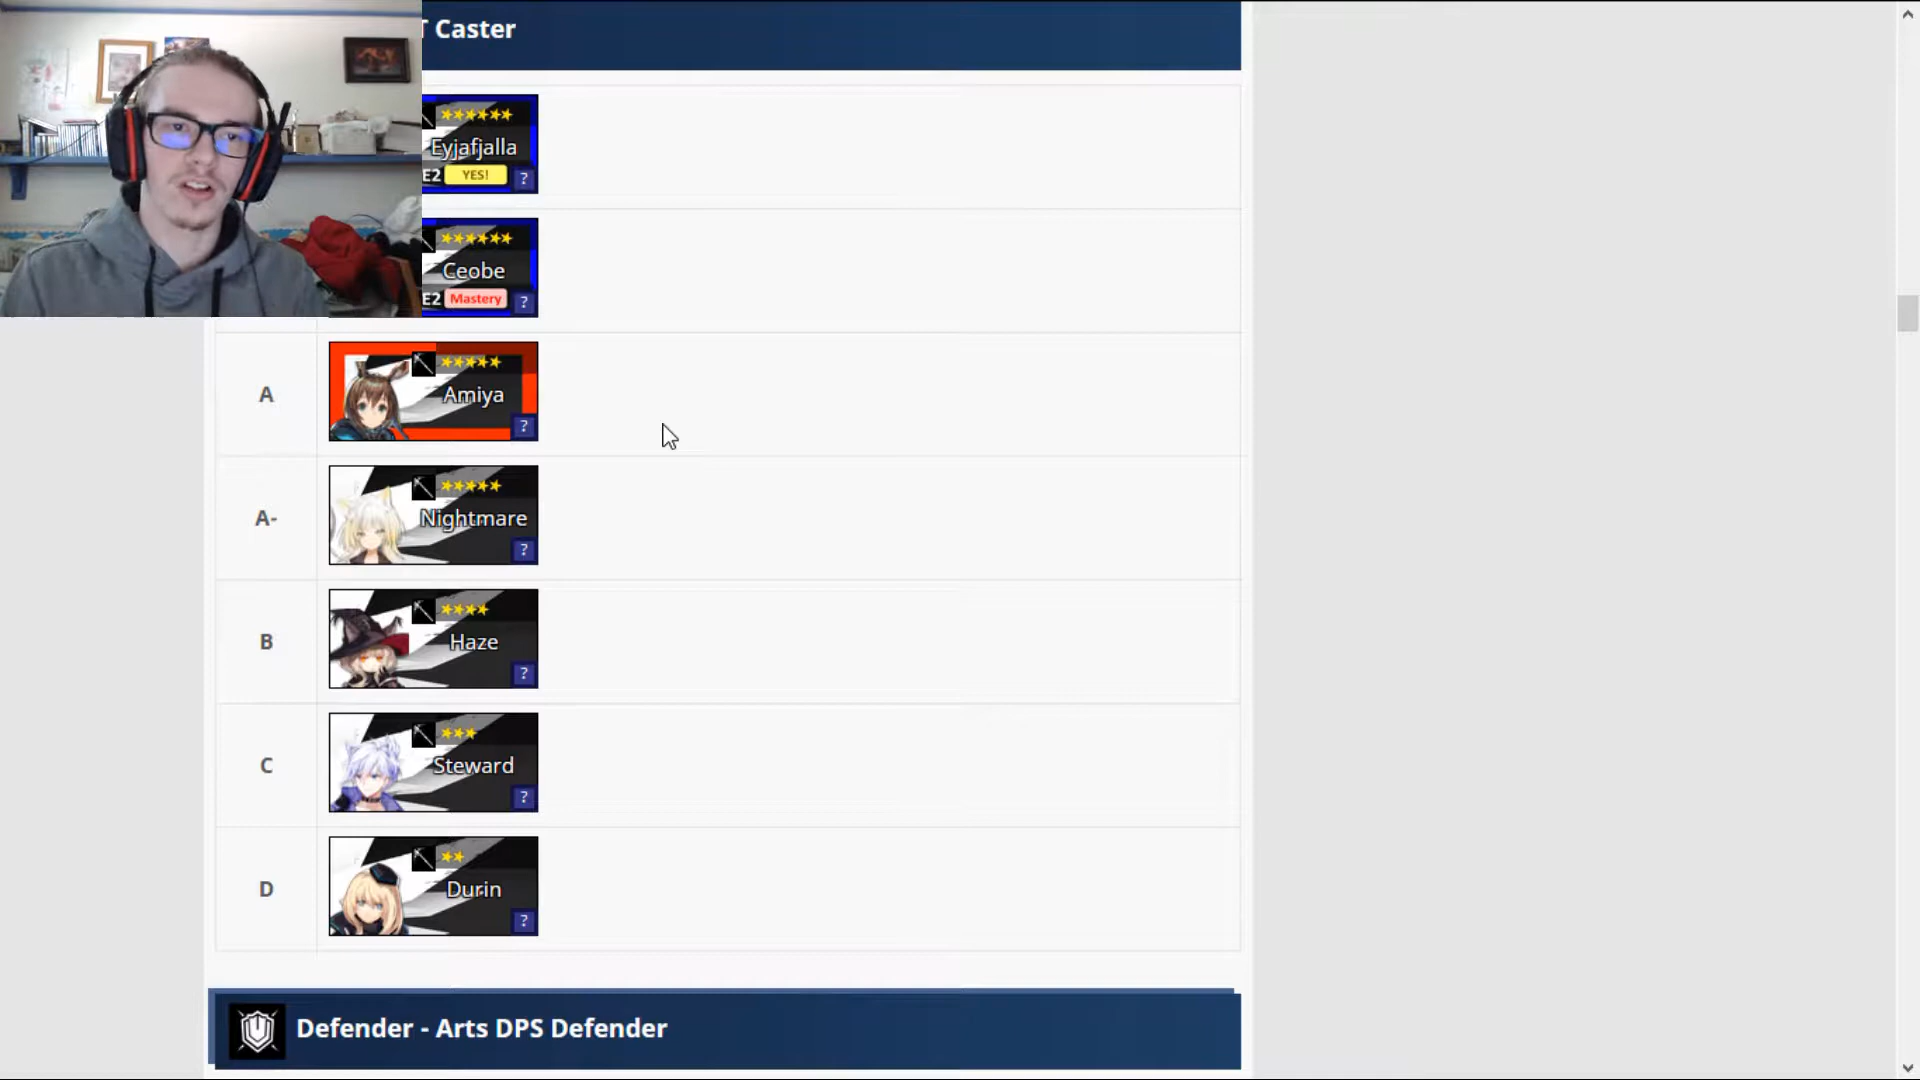 T Caster
Eyjafjalla
E2 YES! ?
Ceobe
E2 Mastery ?
A
Amiya
?
A-
Nightmare
?
B
Haze
?
C
Steward
?
D
Durin
?
Defender - Arts DPS Defender